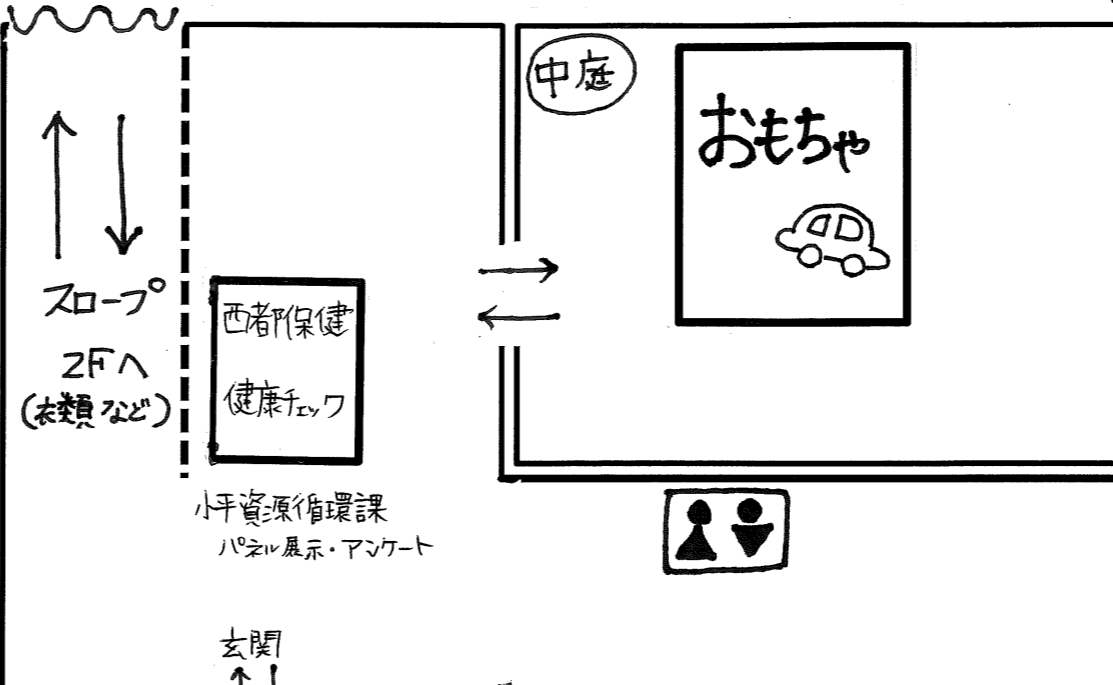 中庭
おもちゃ
スロープ
2Fへ
(衣類など)
西都保健
健康チェック
小平資源循環課
パネル展示・アンケート
玄関